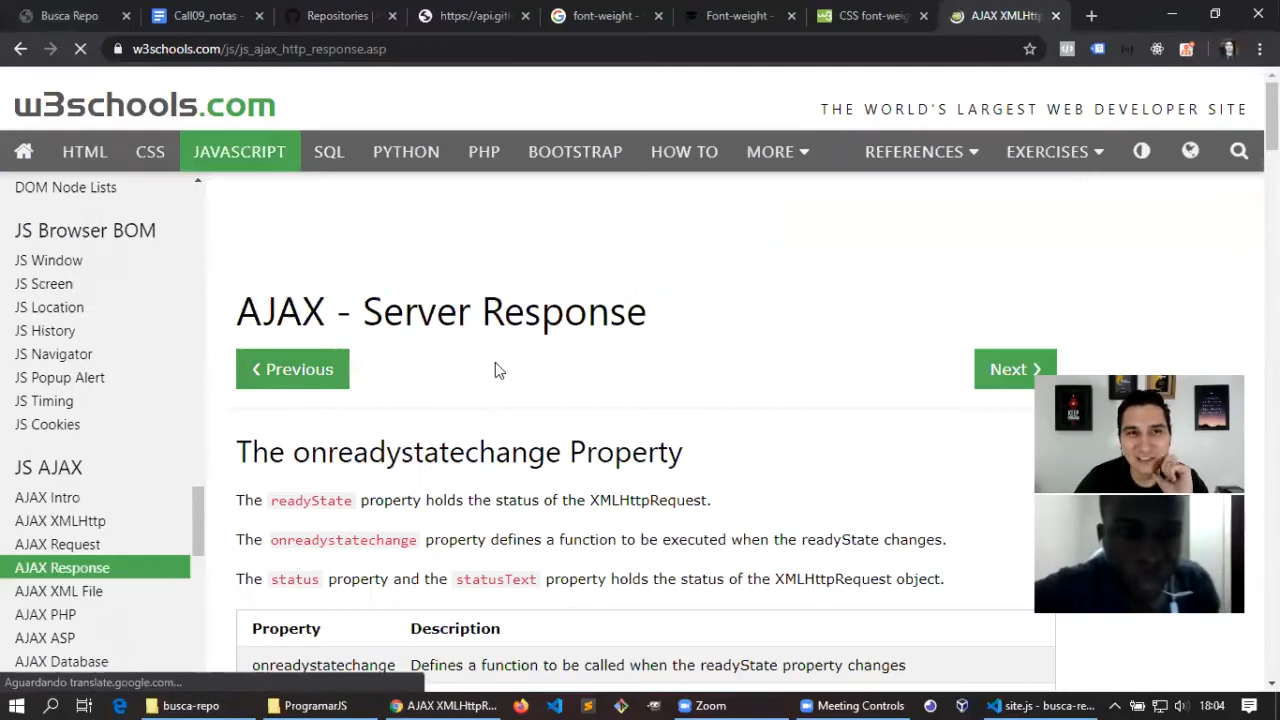 Busca Repo
Call09_notas -
Repositories |
https://api.git
font-weight -
Font-weight -
CSS font-weig
AJAX XMLHttp
w3schools.com/js/js_ajax_http_response.asp
w3schools.com
THE WORLD'S LARGEST WEB DEVELOPER SITE
HTML CSS JAVASCRIPT SQL PYTHON PHP BOOTSTRAP HOW TO MORE REFERENCES EXERCISES
DOM Node Lists
JS Browser BOM
JS Window
JS Screen
JS Location
JS History
JS Navigator
JS Popup Alert
JS Timing
JS Cookies
JS AJAX
AJAX Intro
AJAX XMLHttp
AJAX Request
AJAX Response
AJAX XML File
AJAX PHP
AJAX ASP
AJAX Database
AJAX - Server Response
❮ Previous
Next ❯
The onreadystatechange Property
The readyState property holds the status of the XMLHttpRequest.
The onreadystatechange property defines a function to be executed when the readyState changes.
The status property and the statusText property holds the status of the XMLHttpRequest object.
Property Description
onreadystatechange Defines a function to be called when the readyState property changes
KEEP
Aguardando translate.google.com...
busca-repo
ProgramarJS
AJAX XMLHttpR...
Zoom
Meeting Controls
site.js - busca-re...
18:04